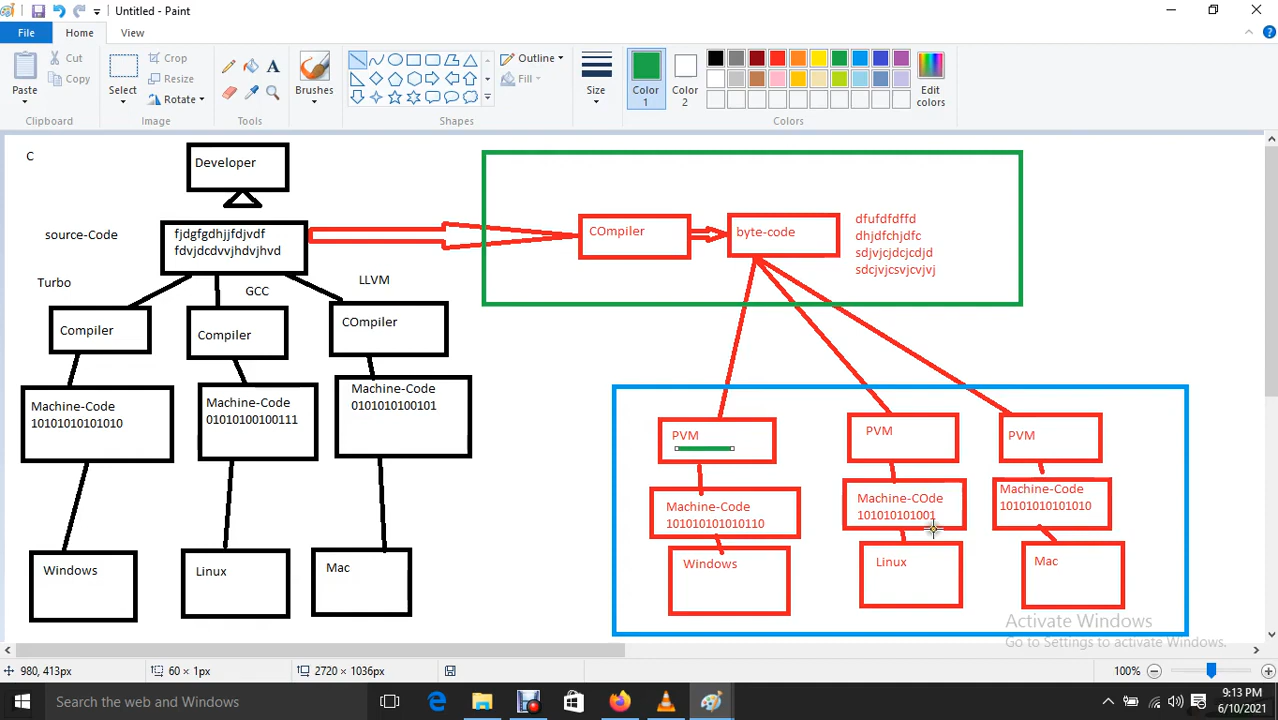 Untitled - Paint
File
Home
View
Paste
Cut
Copy
Clipboard
Select
Crop
Resize
Rotate
Image
A
Tools
Brushes
Outline
Fill
Shapes
Size
Color
1
Color
2
Edit
colors
Colors
C
Developer
source-Code
fjdgfgdhjjfdjvdf
fdvjdcdvvjhdvjhvd
Turbo
GCC
LLVM
Compiler
Compiler
COmpiler
Machine-Code
10101010101010
Machine-Code
01010100100111
Machine-Code
0101010100101
Windows
Linux
Mac
COmpiler
byte-code
dfufdfdffd
dhjdfchjdfc
sdjvjcjdcjcdjd
sdcjvjcsvjcvjvj
PVM
PVM
PVM
Machine-Code
101010101010110
Machine-COde
101010101001
Machine-Code
10101010101010
Windows
Linux
Mac
Activate Windows
Go to Settings to activate Windows.
980, 413px
60 × 1px
2720 × 1036px
100%
Search the web and Windows
9:13 PM
6/10/2021